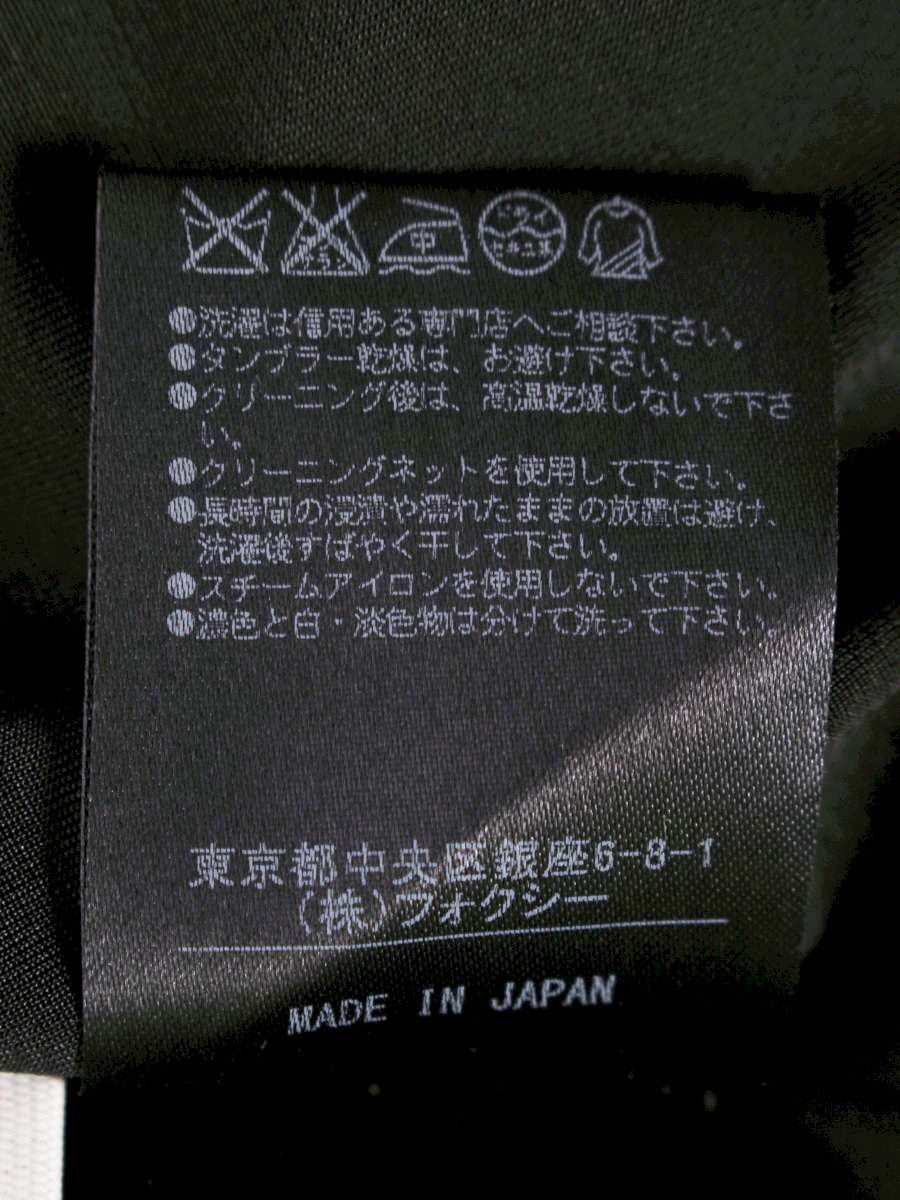 中
ドライ
セキユ系
●洗濯は信用ある専門店へご相談下さい。
●タンブラー乾燥は、お避け下さい。
●クリーニング後は、高温乾燥しないで下さ
い。
●クリーニングネットを使用して下さい。
●長時間の浸漬や濡れたままの放置は避け、
洗濯後すばやく干して下さい。
●スチームアイロンを使用しないで下さい。
●濃色と白・淡色物は分けて洗って下さい。
東京都中央区銀座6-8-1
(株)フォクシー
MADE IN JAPAN